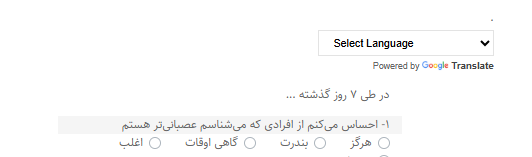 .
Select Language
Powered by Google Translate
در طی ۷ روز گذشته ...
۱- احساس می‌کنم از افرادی که می‌شناسم عصبانی‌تر هستم
هرگز بندرت گاهی اوقات اغلب